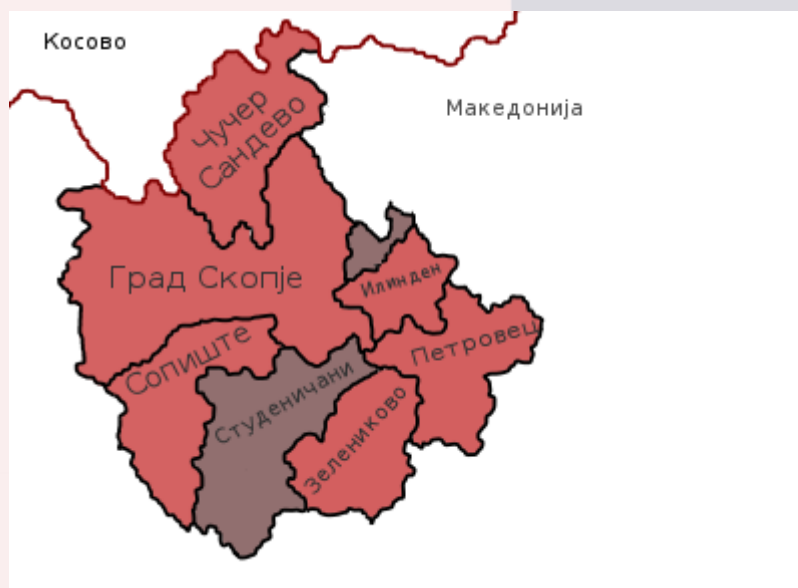 Косово
Македонија
Чучер
Сандево
Град Скопје
Илинден
Петровец
Сопиште
Студеничани
Зелениково